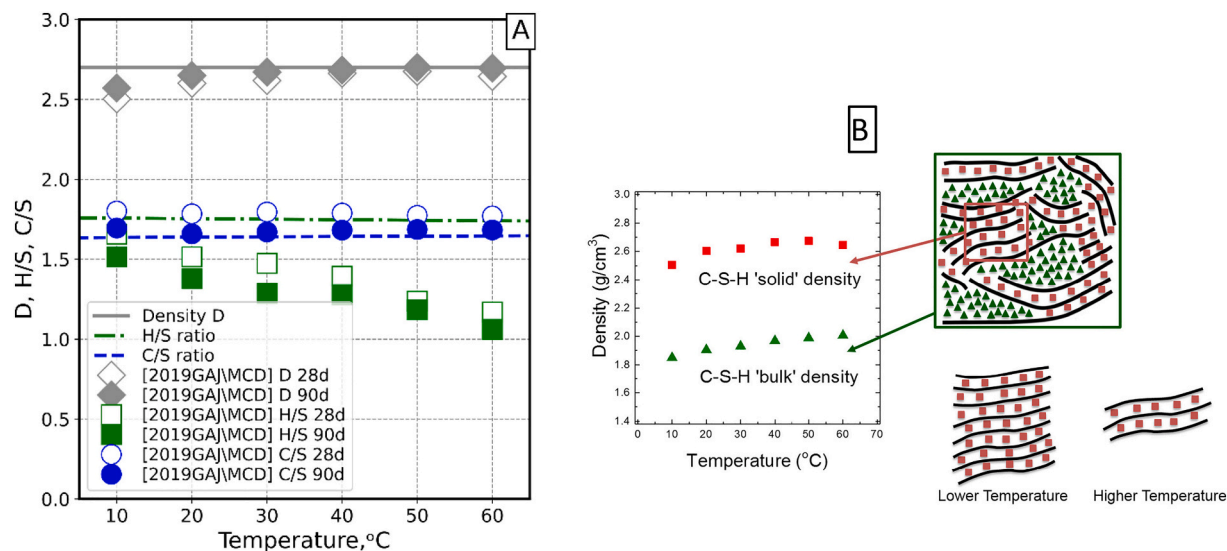 A
3.0
2.5
2.0
1.5
1.0
0.5
0.0
D, H/S, C/S
Density D
H/S ratio
C/S ratio
[2019GAJ\MCD] D 28d
[2019GAJ\MCD] D 90d
[2019GAJ\MCD] H/S 28d
[2019GAJ\MCD] H/S 90d
[2019GAJ\MCD] C/S 28d
[2019GAJ\MCD] C/S 90d
10 20 30 40 50 60
Temperature,°C
B
3.0
2.8
2.6
2.4
2.2
2.0
1.8
1.6
1.4
Density (g/cm³)
C-S-H 'solid' density
C-S-H 'bulk' density
0 10 20 30 40 50 60 70
Temperature (°C)
Lower Temperature
Higher Temperature